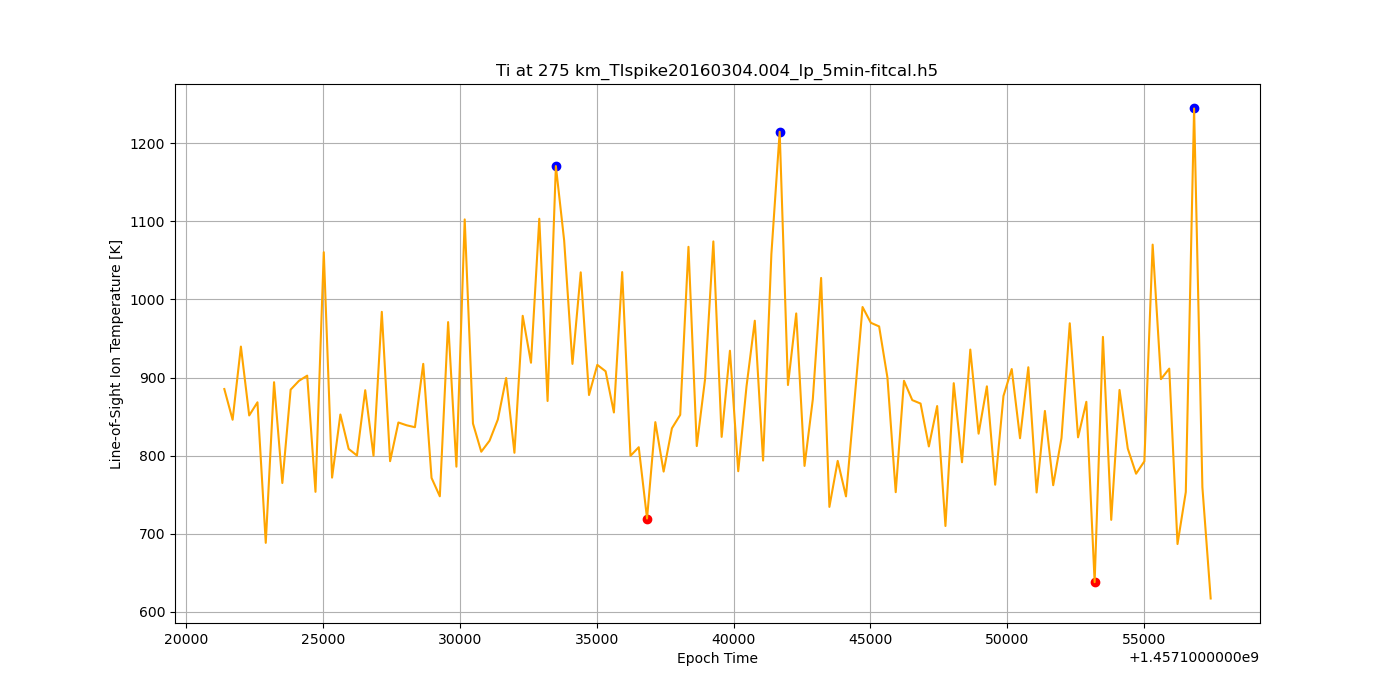 Ti at 275 km_TIspike20160304.004_lp_5min-fitcal.h5
Line-of-Sight Ion Temperature [K]
1200
1100
1000
900
800
700
600
20000 25000 30000 35000 40000 45000 50000 55000
Epoch Time
+1.4571000000e9